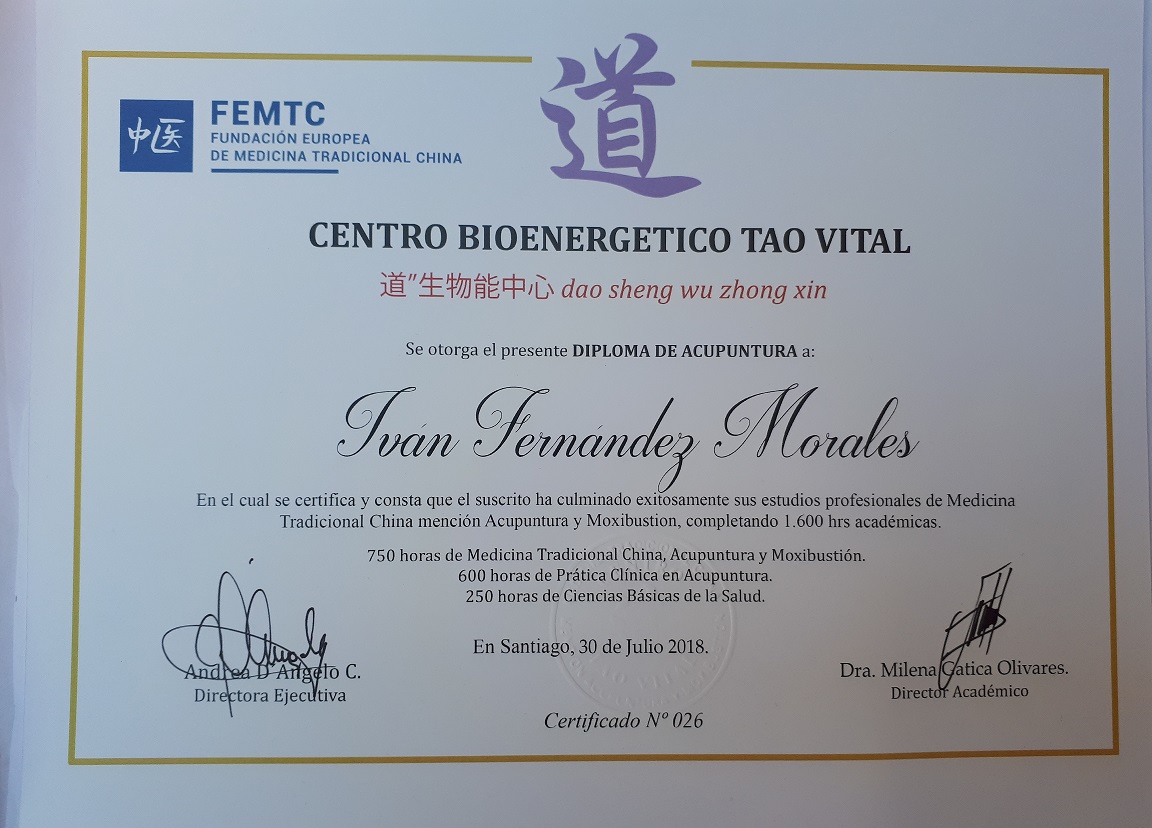 中医
FEMTC
FUNDACIÓN EUROPEA
DE MEDICINA TRADICIONAL CHINA
道
CENTRO BIOENERGETICO TAO VITAL
道”生物能中心 dao sheng wu zhong xin
Se otorga el presente DIPLOMA DE ACUPUNTURA a:
Iván Fernández Morales
En el cual se certifica y consta que el suscrito ha culminado exitosamente sus estudios profesionales de Medicina
Tradicional China mención Acupuntura y Moxibustion, completando 1.600 hrs académicas.
750 horas de Medicina Tradicional China, Acupuntura y Moxibustión.
600 horas de Prática Clínica en Acupuntura.
250 horas de Ciencias Básicas de la Salud.
En Santiago, 30 de Julio 2018.
Andrea D'Angelo C.
Directora Ejecutiva
Dra. Milena Gatica Olivares.
Director Académico
Certificado Nº 026